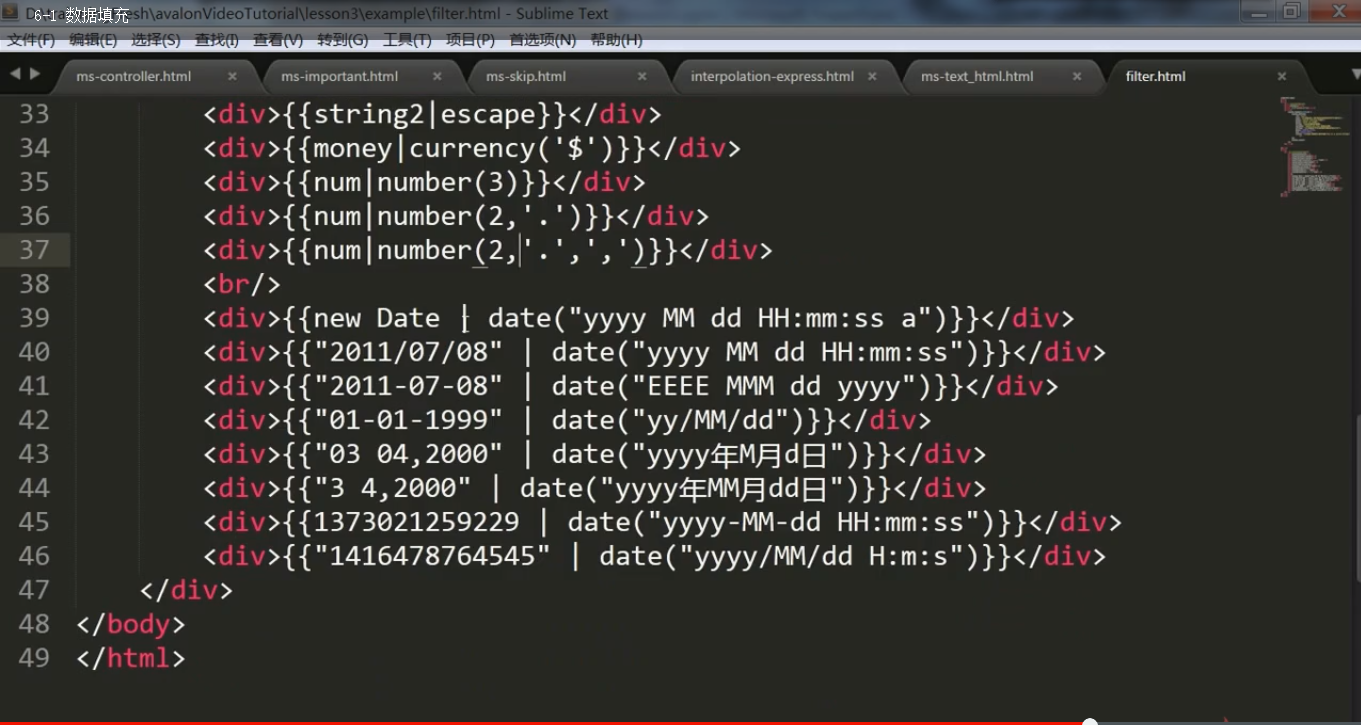 6-1 数据填充
esh\avalonVideoTutorial\lesson3\example\filter.html - Sublime Text
文件(F) 编辑(E) 选择(S) 查找(I) 查看(V) 转到(G) 工具(T) 项目(P) 首选项(N) 帮助(H)
ms-controller.html × ms-important.html × ms-skip.html × interpolation-express.html × ms-text_html.html × filter.html ×
33 <div>{{string2|escape}}</div>
34 <div>{{money|currency('$')}}</div>
35 <div>{{num|number(3)}}</div>
36 <div>{{num|number(2,'.')}}</div>
37 <div>{{num|number(2,'.',',')}}</div>
38 <br/>
39 <div>{{new Date | date("yyyy MM dd HH:mm:ss a")}}</div>
40 <div>{{"2011/07/08" | date("yyyy MM dd HH:mm:ss")}}</div>
41 <div>{{"2011-07-08" | date("EEEE MMM dd yyyy")}}</div>
42 <div>{{"01-01-1999" | date("yy/MM/dd")}}</div>
43 <div>{{"03 04,2000" | date("yyyy年M月d日")}}</div>
44 <div>{{"3 4,2000" | date("yyyy年MM月dd日")}}</div>
45 <div>{{1373021259229 | date("yyyy-MM-dd HH:mm:ss")}}</div>
46 <div>{{"1416478764545" | date("yyyy/MM/dd H:m:s")}}</div>
47 </div>
48 </body>
49 </html>